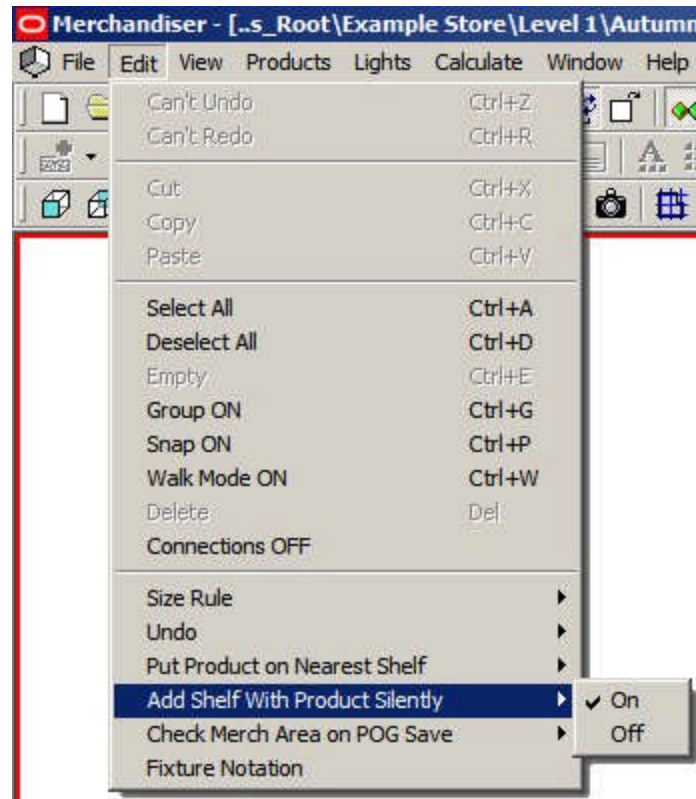 Merchandiser - [..s_Root\Example Store\Level 1\Autumn
File Edit View Products Lights Calculate Window Help
Can't Undo Ctrl+Z
Can't Redo Ctrl+R
Cut Ctrl+X
Copy Ctrl+C
Paste Ctrl+V
Select All Ctrl+A
Deselect All Ctrl+D
Empty Ctrl+E
Group ON Ctrl+G
Snap ON Ctrl+P
Walk Mode ON Ctrl+W
Delete Del
Connections OFF
Size Rule
Undo
Put Product on Nearest Shelf
Add Shelf With Product Silently On
Check Merch Area on POG Save Off
Fixture Notation